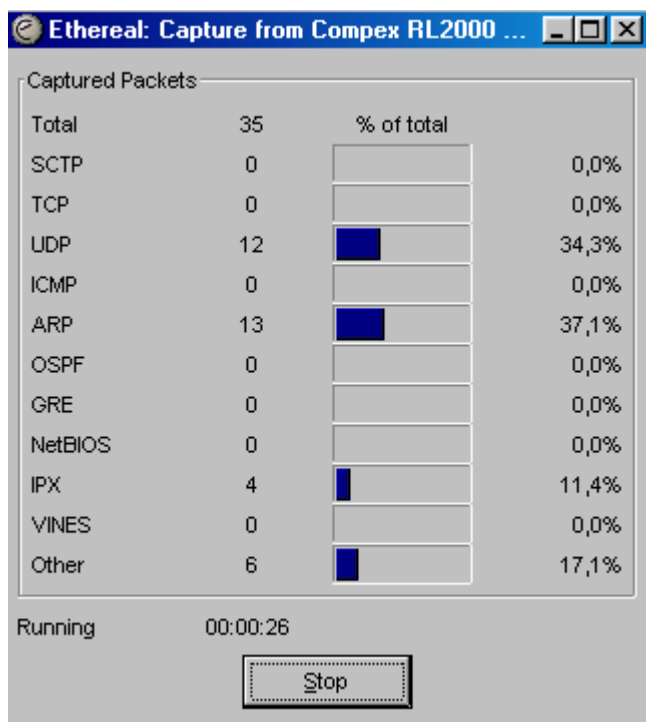 Ethereal: Capture from Compex RL2000 ...
Captured Packets
Total 35 % of total
SCTP 0 0,0%
TCP 0 0,0%
UDP 12 34,3%
ICMP 0 0,0%
ARP 13 37,1%
OSPF 0 0,0%
GRE 0 0,0%
NetBIOS 0 0,0%
IPX 4 11,4%
VINES 0 0,0%
Other 6 17,1%
Running 00:00:26
Stop